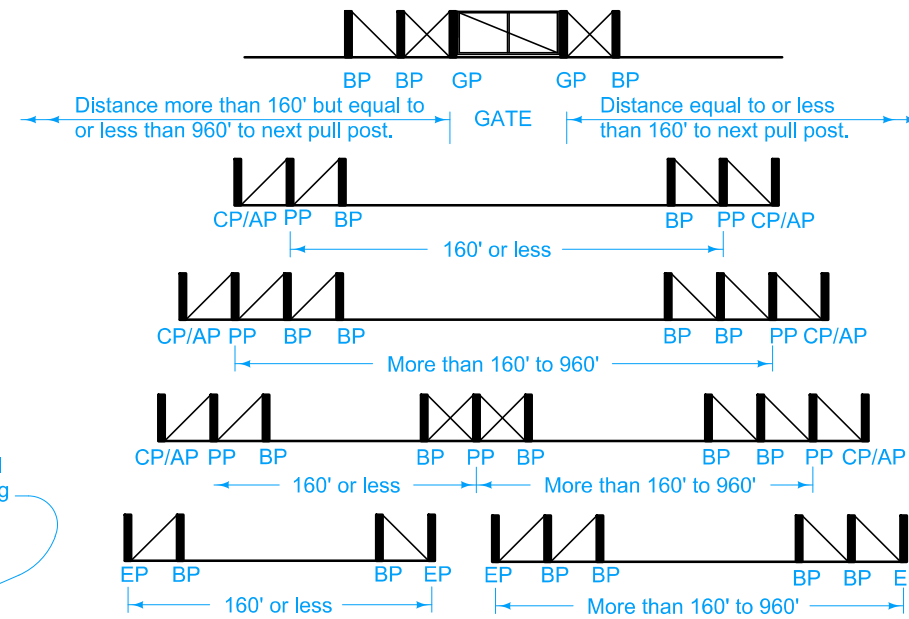 BP BP GP GP BP
Distance more than 160' but equal to
or less than 960' to next pull post.
GATE
Distance equal to or less
than 160' to next pull post.
CP/AP PP BP BP PP CP/AP
160' or less
CP/AP PP BP BP BP BP PP CP/AP
More than 160' to 960'
CP/AP PP BP BP PP BP BP BP PP CP/AP
160' or less More than 160' to 960'
g
EP BP BP EP EP BP BP BP BP E
160' or less More than 160' to 960'